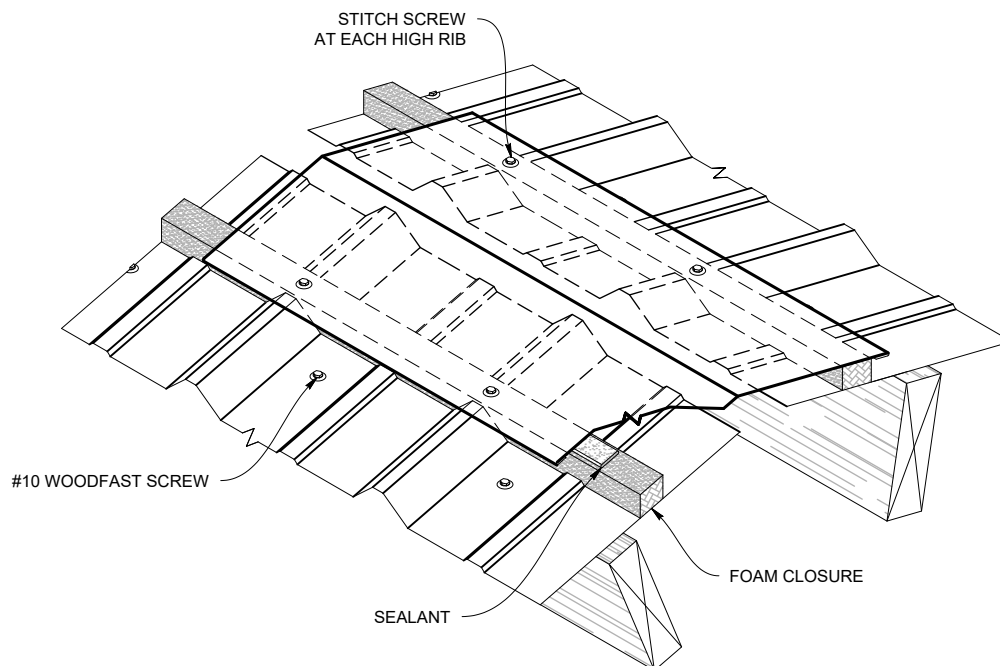 STITCH SCREW
AT EACH HIGH RIB
#10 WOODFAST SCREW
FOAM CLOSURE
SEALANT